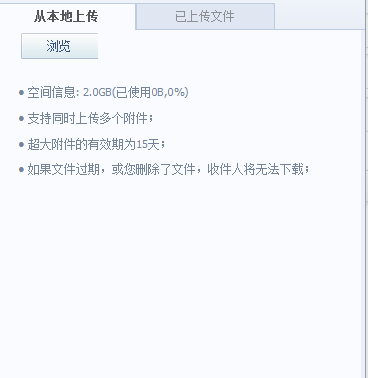 从本地上传
已上传文件
浏览
● 空间信息: 2.0GB(已使用0B,0%)
● 支持同时上传多个附件；
● 超大附件的有效期为15天；
● 如果文件过期，或您删除了文件，收件人将无法下载；